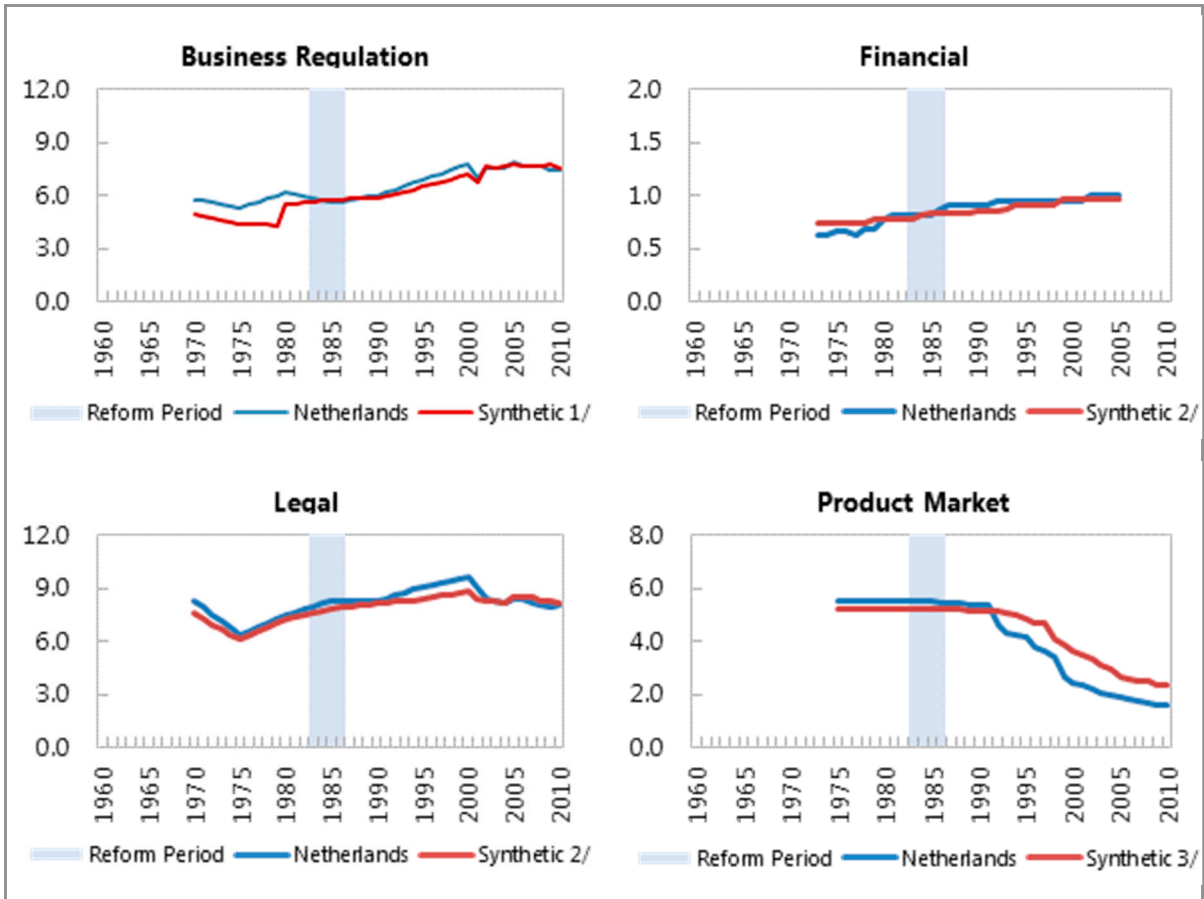 Business Regulation
12.0
9.0
6.0
3.0
0.0
1960 1965 1970 1975 1980 1985 1990 1995 2000 2005 2010
Reform Period Netherlands Synthetic 1/
Financial
2.0
1.5
1.0
0.5
0.0
1960 1965 1970 1975 1980 1985 1990 1995 2000 2005 2010
Reform Period Netherlands Synthetic 2/
Legal
12.0
9.0
6.0
3.0
0.0
1960 1965 1970 1975 1980 1985 1990 1995 2000 2005 2010
Reform Period Netherlands Synthetic 2/
Product Market
8.0
6.0
4.0
2.0
0.0
1960 1965 1970 1975 1980 1985 1990 1995 2000 2005 2010
Reform Period Netherlands Synthetic 3/